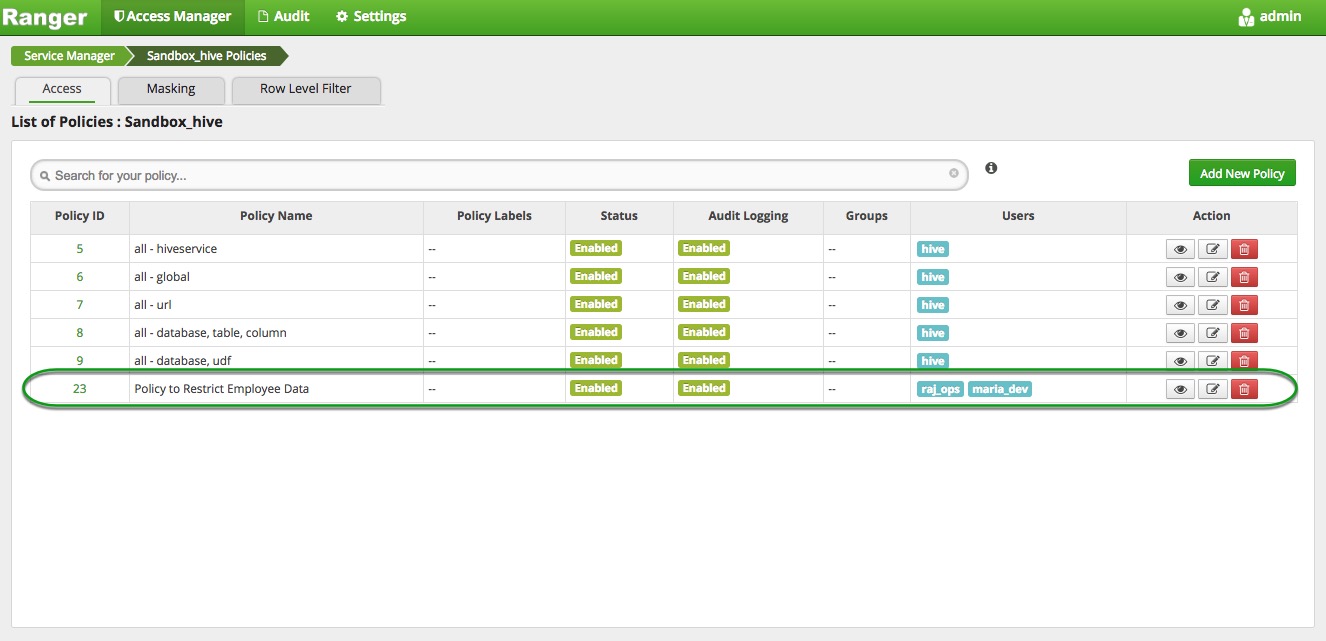 Ranger Access Manager Audit Settings admin
Service Manager Sandbox_hive Policies
Access Masking Row Level Filter
List of Policies : Sandbox_hive
Search for your policy... Add New Policy
Policy ID Policy Name Policy Labels Status Audit Logging Groups Users Action
5 all - hiveservice -- Enabled Enabled -- hive
6 all - global -- Enabled Enabled -- hive
7 all - url -- Enabled Enabled -- hive
8 all - database, table, column -- Enabled Enabled -- hive
9 all - database, udf -- Enabled Enabled -- hive
23 Policy to Restrict Employee Data -- Enabled Enabled -- raj_ops maria_dev